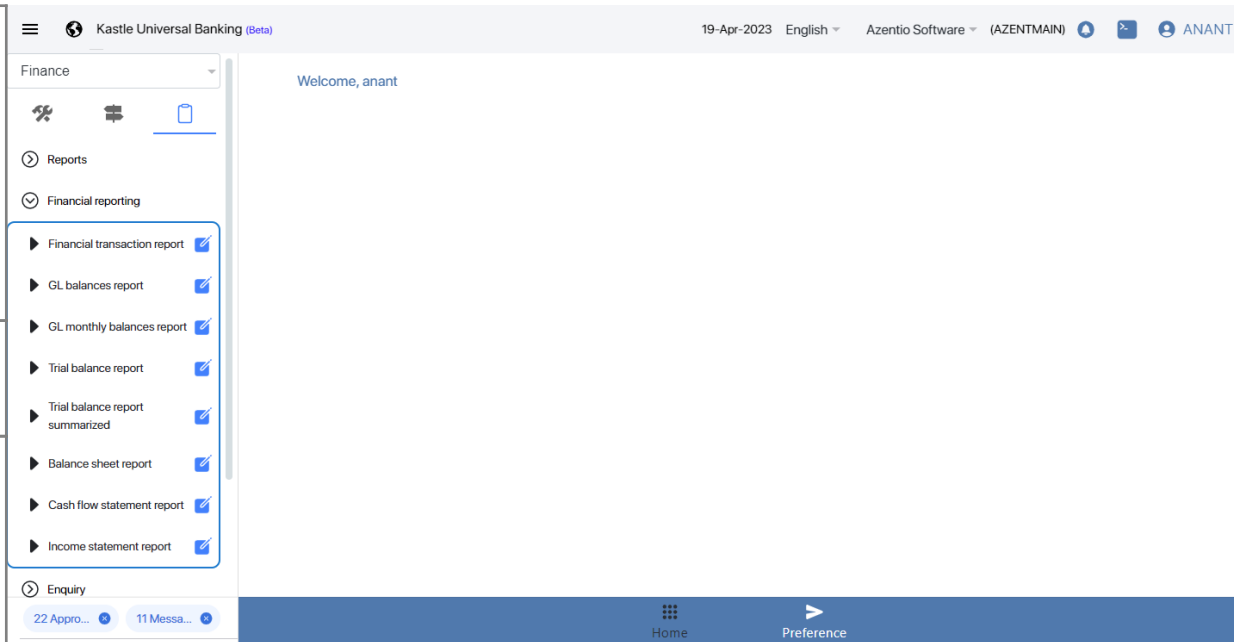 Kastle Universal Banking (Beta)
19-Apr-2023 English Azentio Software (AZENTMAIN) ANANT
Finance
Welcome, anant
Reports
Financial reporting
Financial transaction report
GL balances report
GL monthly balances report
Trial balance report
Trial balance report
summarized
Balance sheet report
Cash flow statement report
Income statement report
Enquiry
22 Appro... 11 Messa...
Home Preference